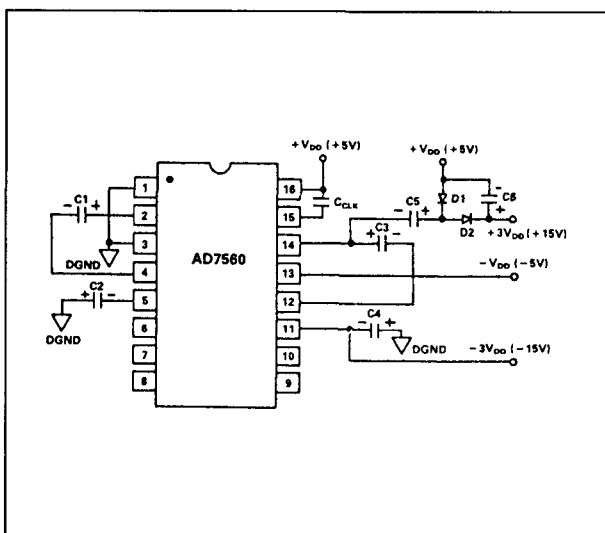 +VDD (+5V)
+VDD (+5V)
C1
- +
1
2
3
4
5
6
7
8
AD7560
16
15
14
13
12
11
10
9
CCLK
C5
- +
D1
-
C6
+
D2
+3VDD (+15V)
C3
+ -
-VDD (-5V)
DGND
C2
+ -
DGND
C4
- +
DGND
-3VDD (-15V)